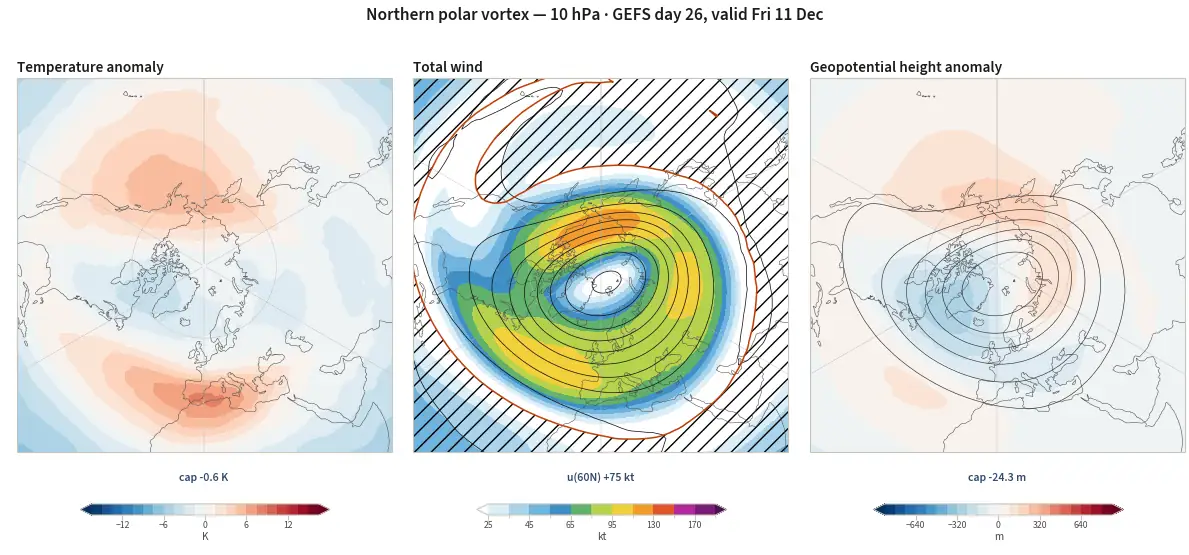 Northern polar vortex — 10 hPa · GEFS day 26, valid Fri 11 Dec
Temperature anomaly
Total wind
Geopotential height anomaly
cap -0.6 K
u(60N) +75 kt
cap -24.3 m
−12 −6 0 6 12
K
25 45 65 95 130 170
kt
−640 −320 0 320 640
m